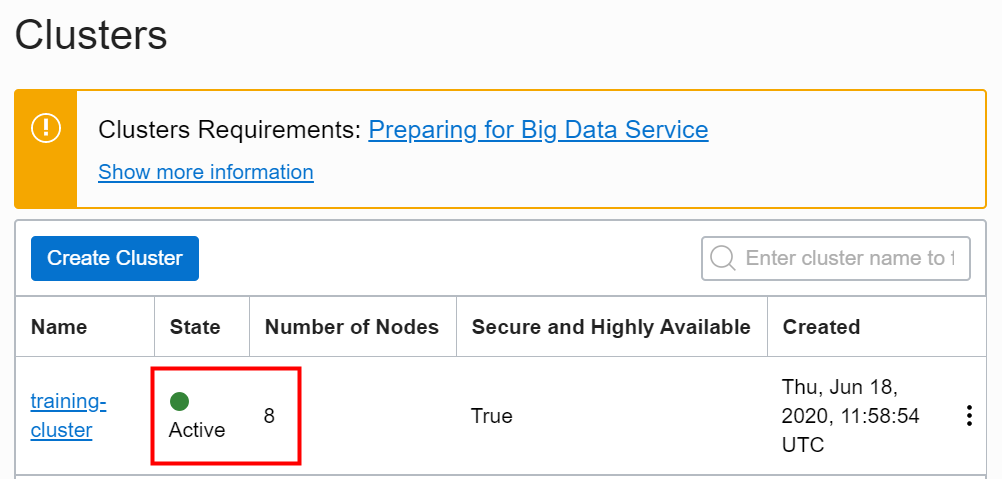 Clusters
Clusters Requirements: Preparing for Big Data Service
Show more information
Create Cluster
Enter cluster name to f
Name State Number of Nodes Secure and Highly Available Created
training-
cluster
Active
8
True
Thu, Jun 18,
2020, 11:58:54
UTC